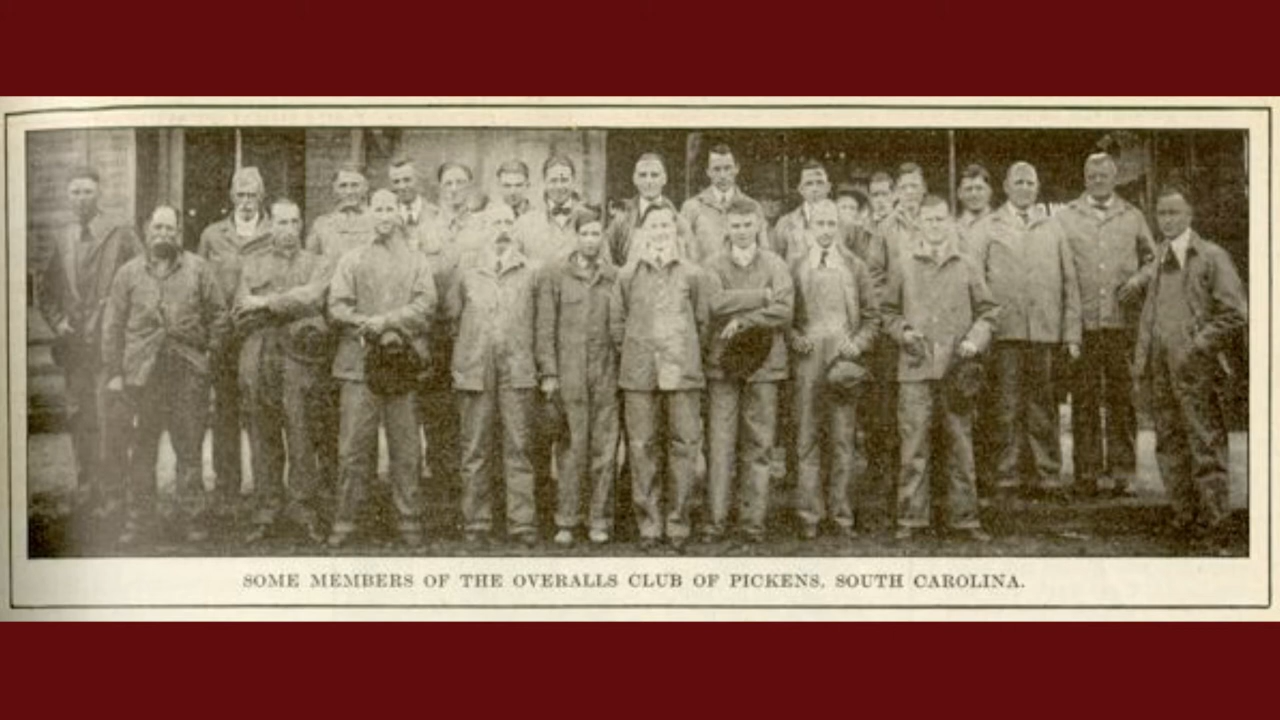 SOME MEMBERS OF THE OVERALLS CLUB OF PICKENS, SOUTH CAROLINA.